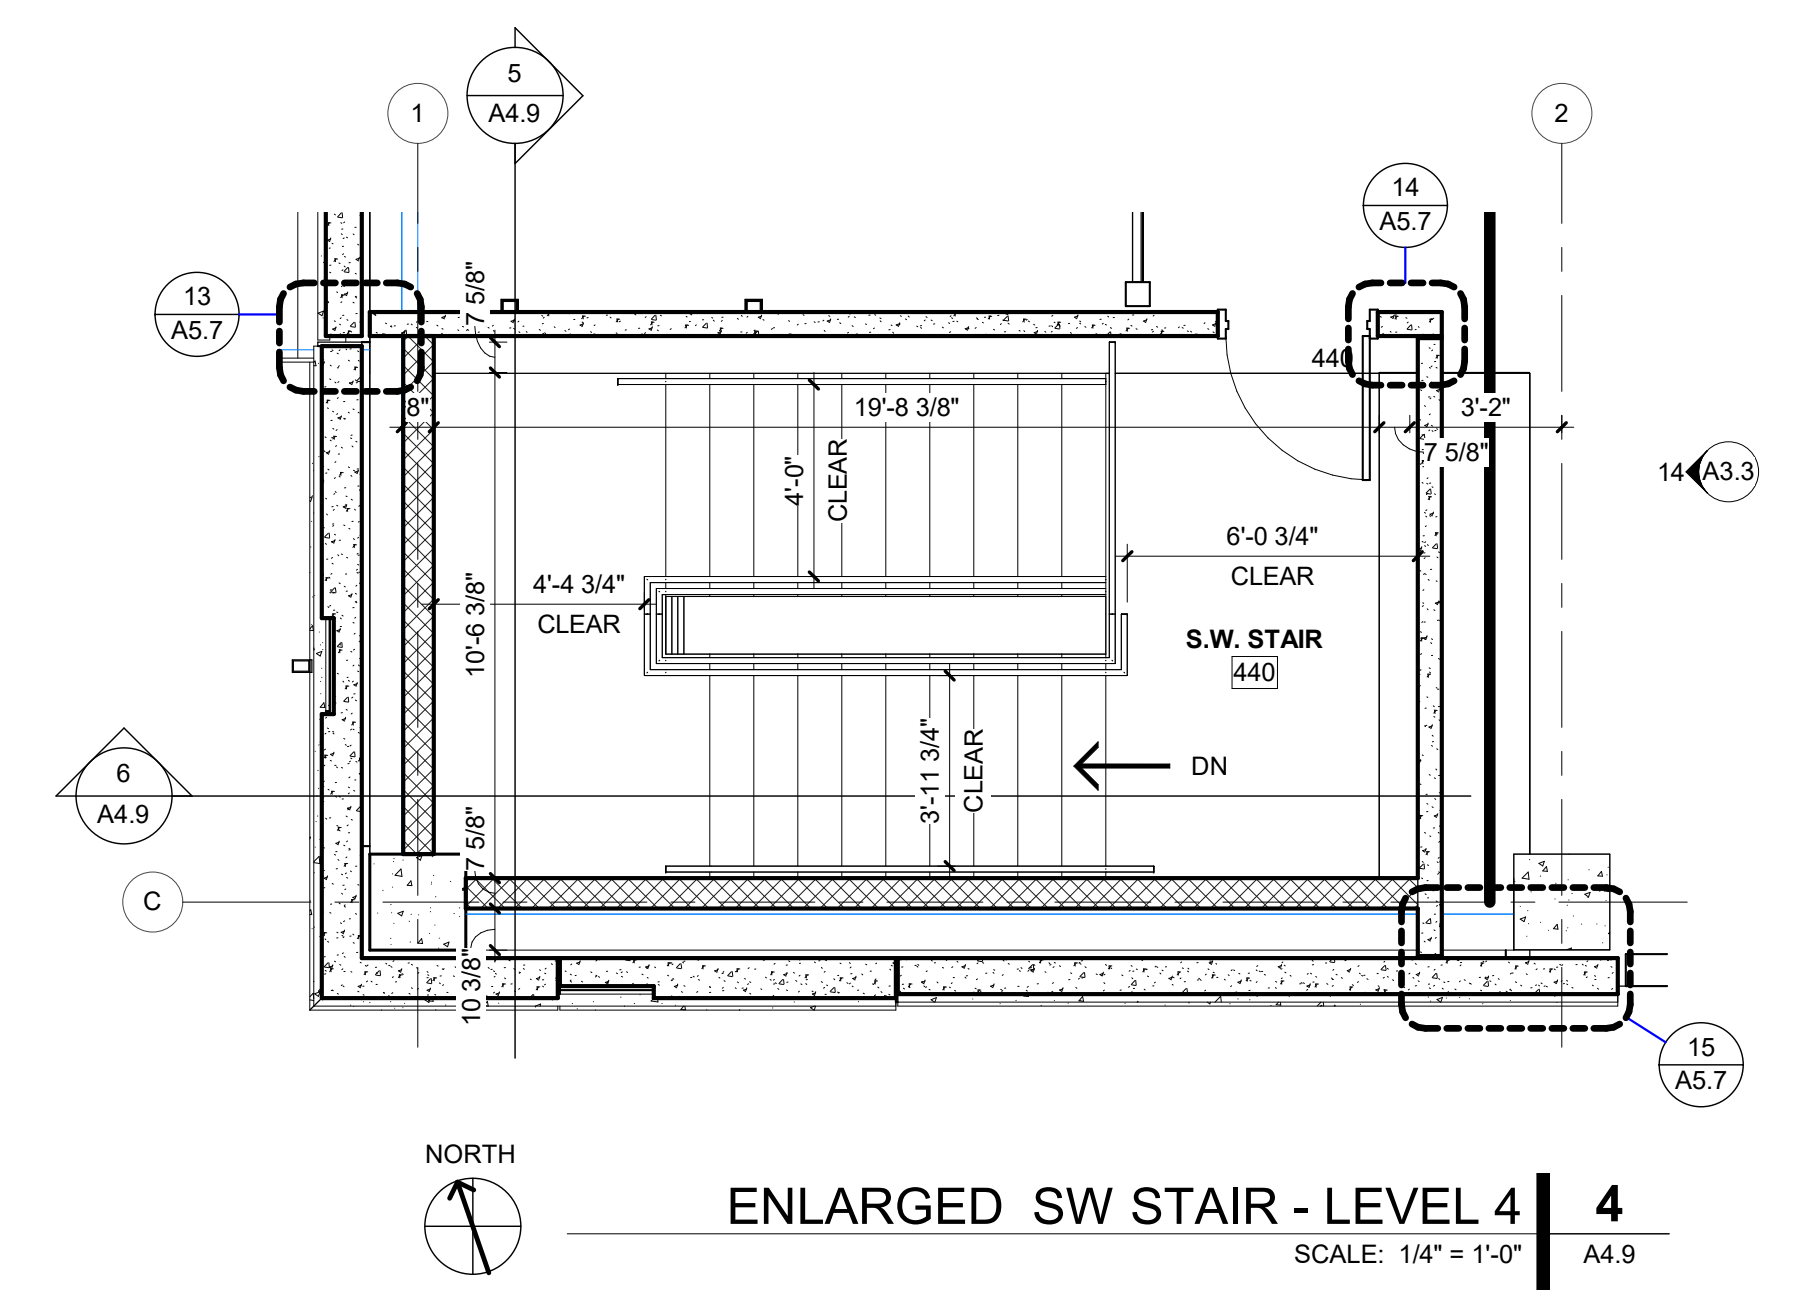 5
A4.9
1
2
14
A5.7
13
A5.7
7 5/8"
440
8"
19'-8 3/8"
3'-2"
7 5/8"
4'-0"
CLEAR
14
A3.3
6'-0 3/4"
CLEAR
4'-4 3/4"
CLEAR
10'-6 3/8"
S.W. STAIR
440
3'-11 3/4"
CLEAR
DN
6
A4.9
7 5/8"
C
10 3/8"
15
A5.7
NORTH
ENLARGED SW STAIR - LEVEL 4
4
SCALE: 1/4" = 1'-0"
A4.9